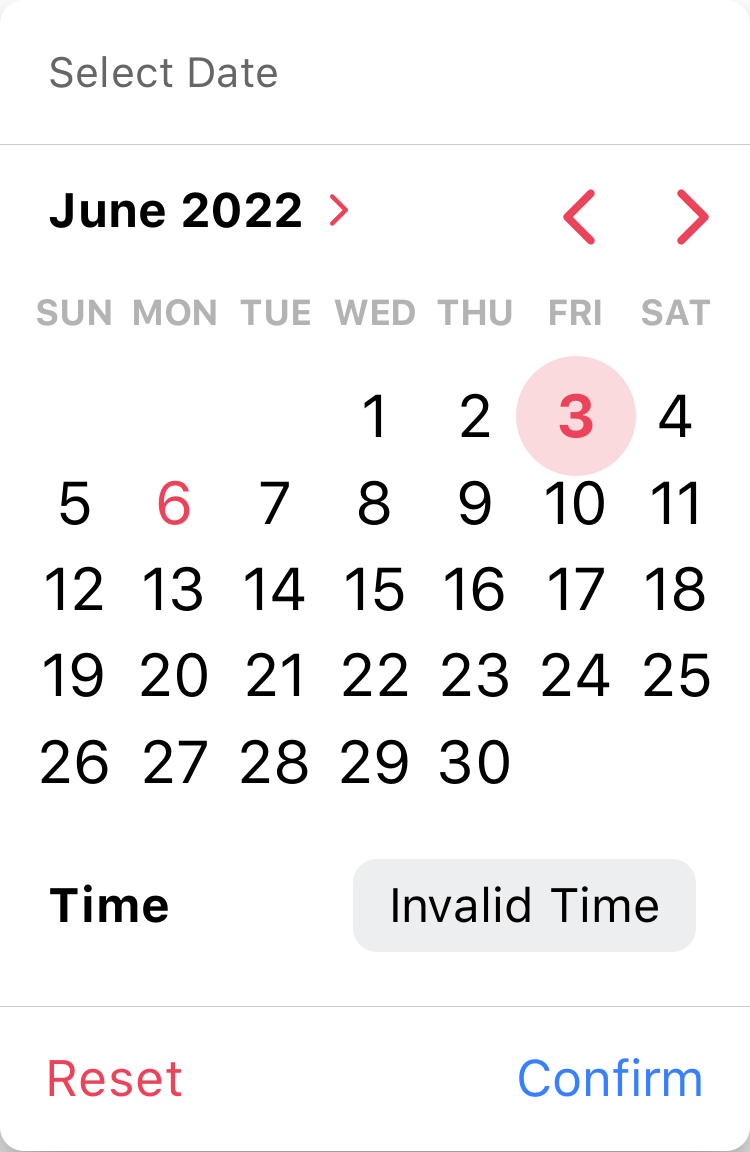 Select Date
June 2022
SUN MON TUE WED THU FRI SAT
1 2 3 4
5 6 7 8 9 10 11
12 13 14 15 16 17 18
19 20 21 22 23 24 25
26 27 28 29 30
Time Invalid Time
Reset Confirm